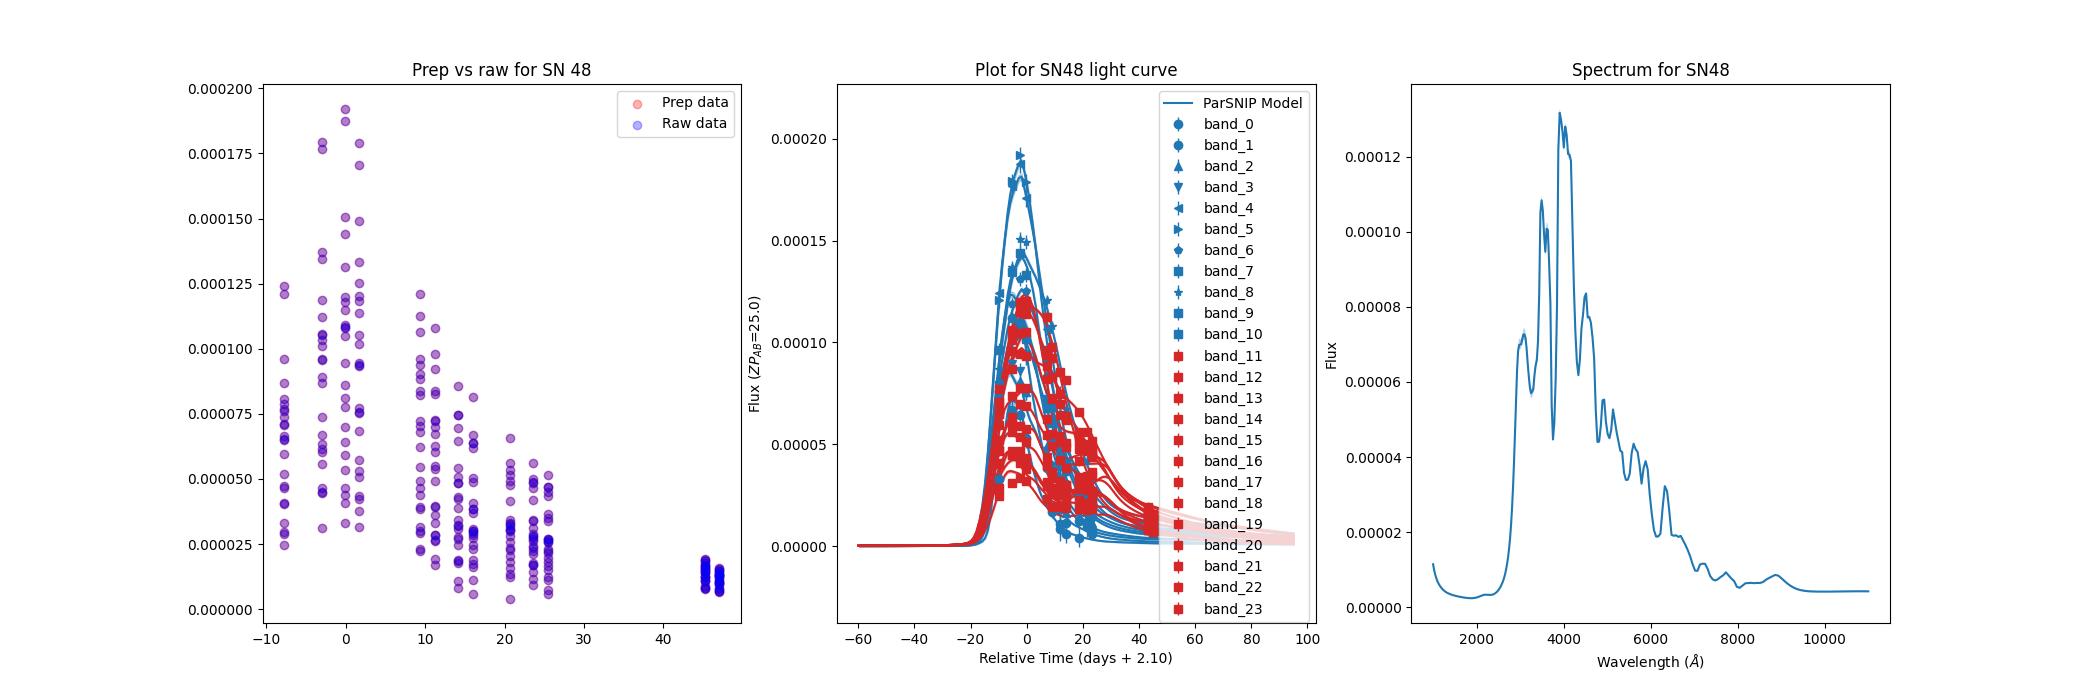 Prep vs raw for SN 48
0.000200
0.000175
0.000150
0.000125
0.000100
0.000075
0.000050
0.000025
0.000000
−10
0
10
20
30
40
Prep data
Raw data
Plot for SN48 light curve
Flux (ZP_AB=25.0)
0.00020
0.00015
0.00010
0.00005
0.00000
−60
−40
−20
0
20
40
60
80
100
Relative Time (days + 2.10)
ParSNIP Model
band_0
band_1
band_2
band_3
band_4
band_5
band_6
band_7
band_8
band_9
band_10
band_11
band_12
band_13
band_14
band_15
band_16
band_17
band_18
band_19
band_20
band_21
band_22
band_23
Spectrum for SN48
Flux
0.00012
0.00010
0.00008
0.00006
0.00004
0.00002
0.00000
2000
4000
6000
8000
10000
Wavelength (Å)